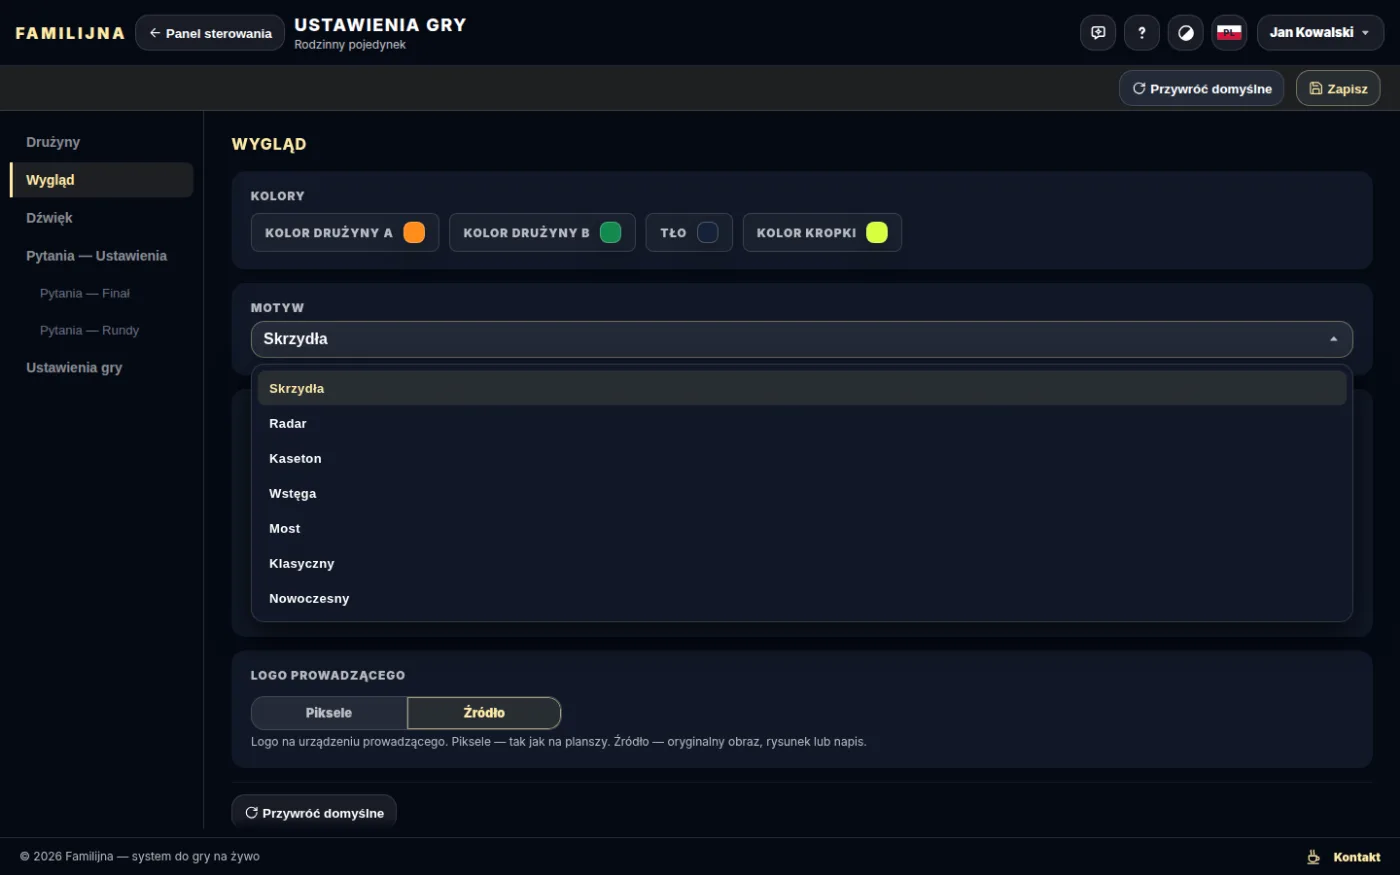 FAMILIJNA
Panel sterowania
USTAWIENIA GRY
Rodzinny pojedynek
?
PL
Jan Kowalski
Przywróć domyślne
Zapisz
Drużyny
Wygląd
Dźwięk
Pytania — Ustawienia
Pytania — Finał
Pytania — Rundy
Ustawienia gry
WYGLĄD
KOLORY
KOLOR DRUŻYNY A
KOLOR DRUŻYNY B
TŁO
KOLOR KROPKI
MOTYW
Skrzydła
Skrzydła
Radar
Kaseton
Wstęga
Most
Klasyczny
Nowoczesny
LOGO PROWADZĄCEGO
Piksele
Źródło
Logo na urządzeniu prowadzącego. Piksele — tak jak na planszy. Źródło — oryginalny obraz, rysunek lub napis.
Przywróć domyślne
© 2026 Familijna — system do gry na żywo
Kontakt